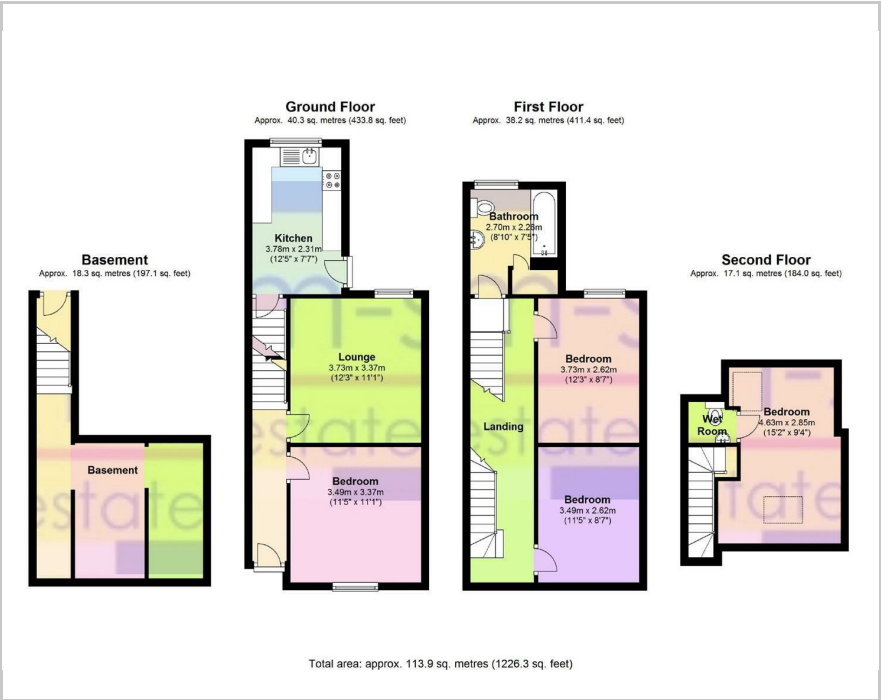 Ground Floor
Approx. 40.3 sq. metres (433.8 sq. feet)
First Floor
Approx. 38.2 sq. metres (411.4 sq. feet)
Kitchen
3.78m x 2.31m
(12'5" x 7'7")
Bathroom
2.70m x 2.26m
(8'10" x 7'5")
Basement
Approx. 18.3 sq. metres (197.1 sq. feet)
Second Floor
Approx. 17.1 sq. metres (184.0 sq. feet)
Lounge
3.73m x 3.37m
(12'3" x 11'1")
Bedroom
3.73m x 2.62m
(12'3" x 8'7")
Landing
Wet
Room
Bedroom
4.63m x 2.85m
(15'2" x 9'4")
Basement
Bedroom
3.49m x 3.37m
(11'5" x 11'1")
Bedroom
3.49m x 2.62m
(11'5" x 8'7")
estate
estate
estate
state
Total area: approx. 113.9 sq. metres (1226.3 sq. feet)